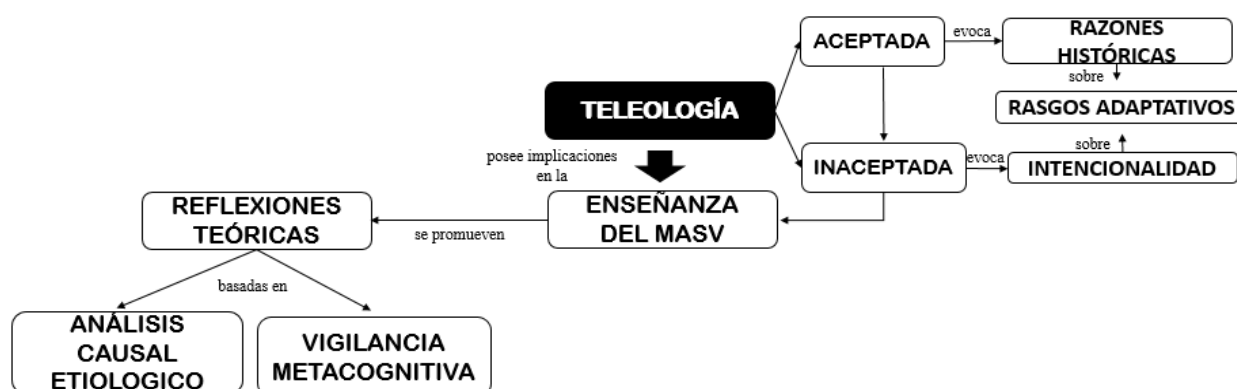 ACEPTADA
evoca
RAZONES
HISTÓRICAS
sobre
RASGOS ADAPTATIVOS
TELEOLOGÍA
sobre
INACEPTADA
evoca
INTENCIONALIDAD
posee implicaciones
en la
ENSEÑANZA
DEL MASV
se promueven
REFLEXIONES
TEÓRICAS
basadas en
ANÁLISIS
CAUSAL
ETIOLOGICO
VIGILANCIA
METACOGNITIVA